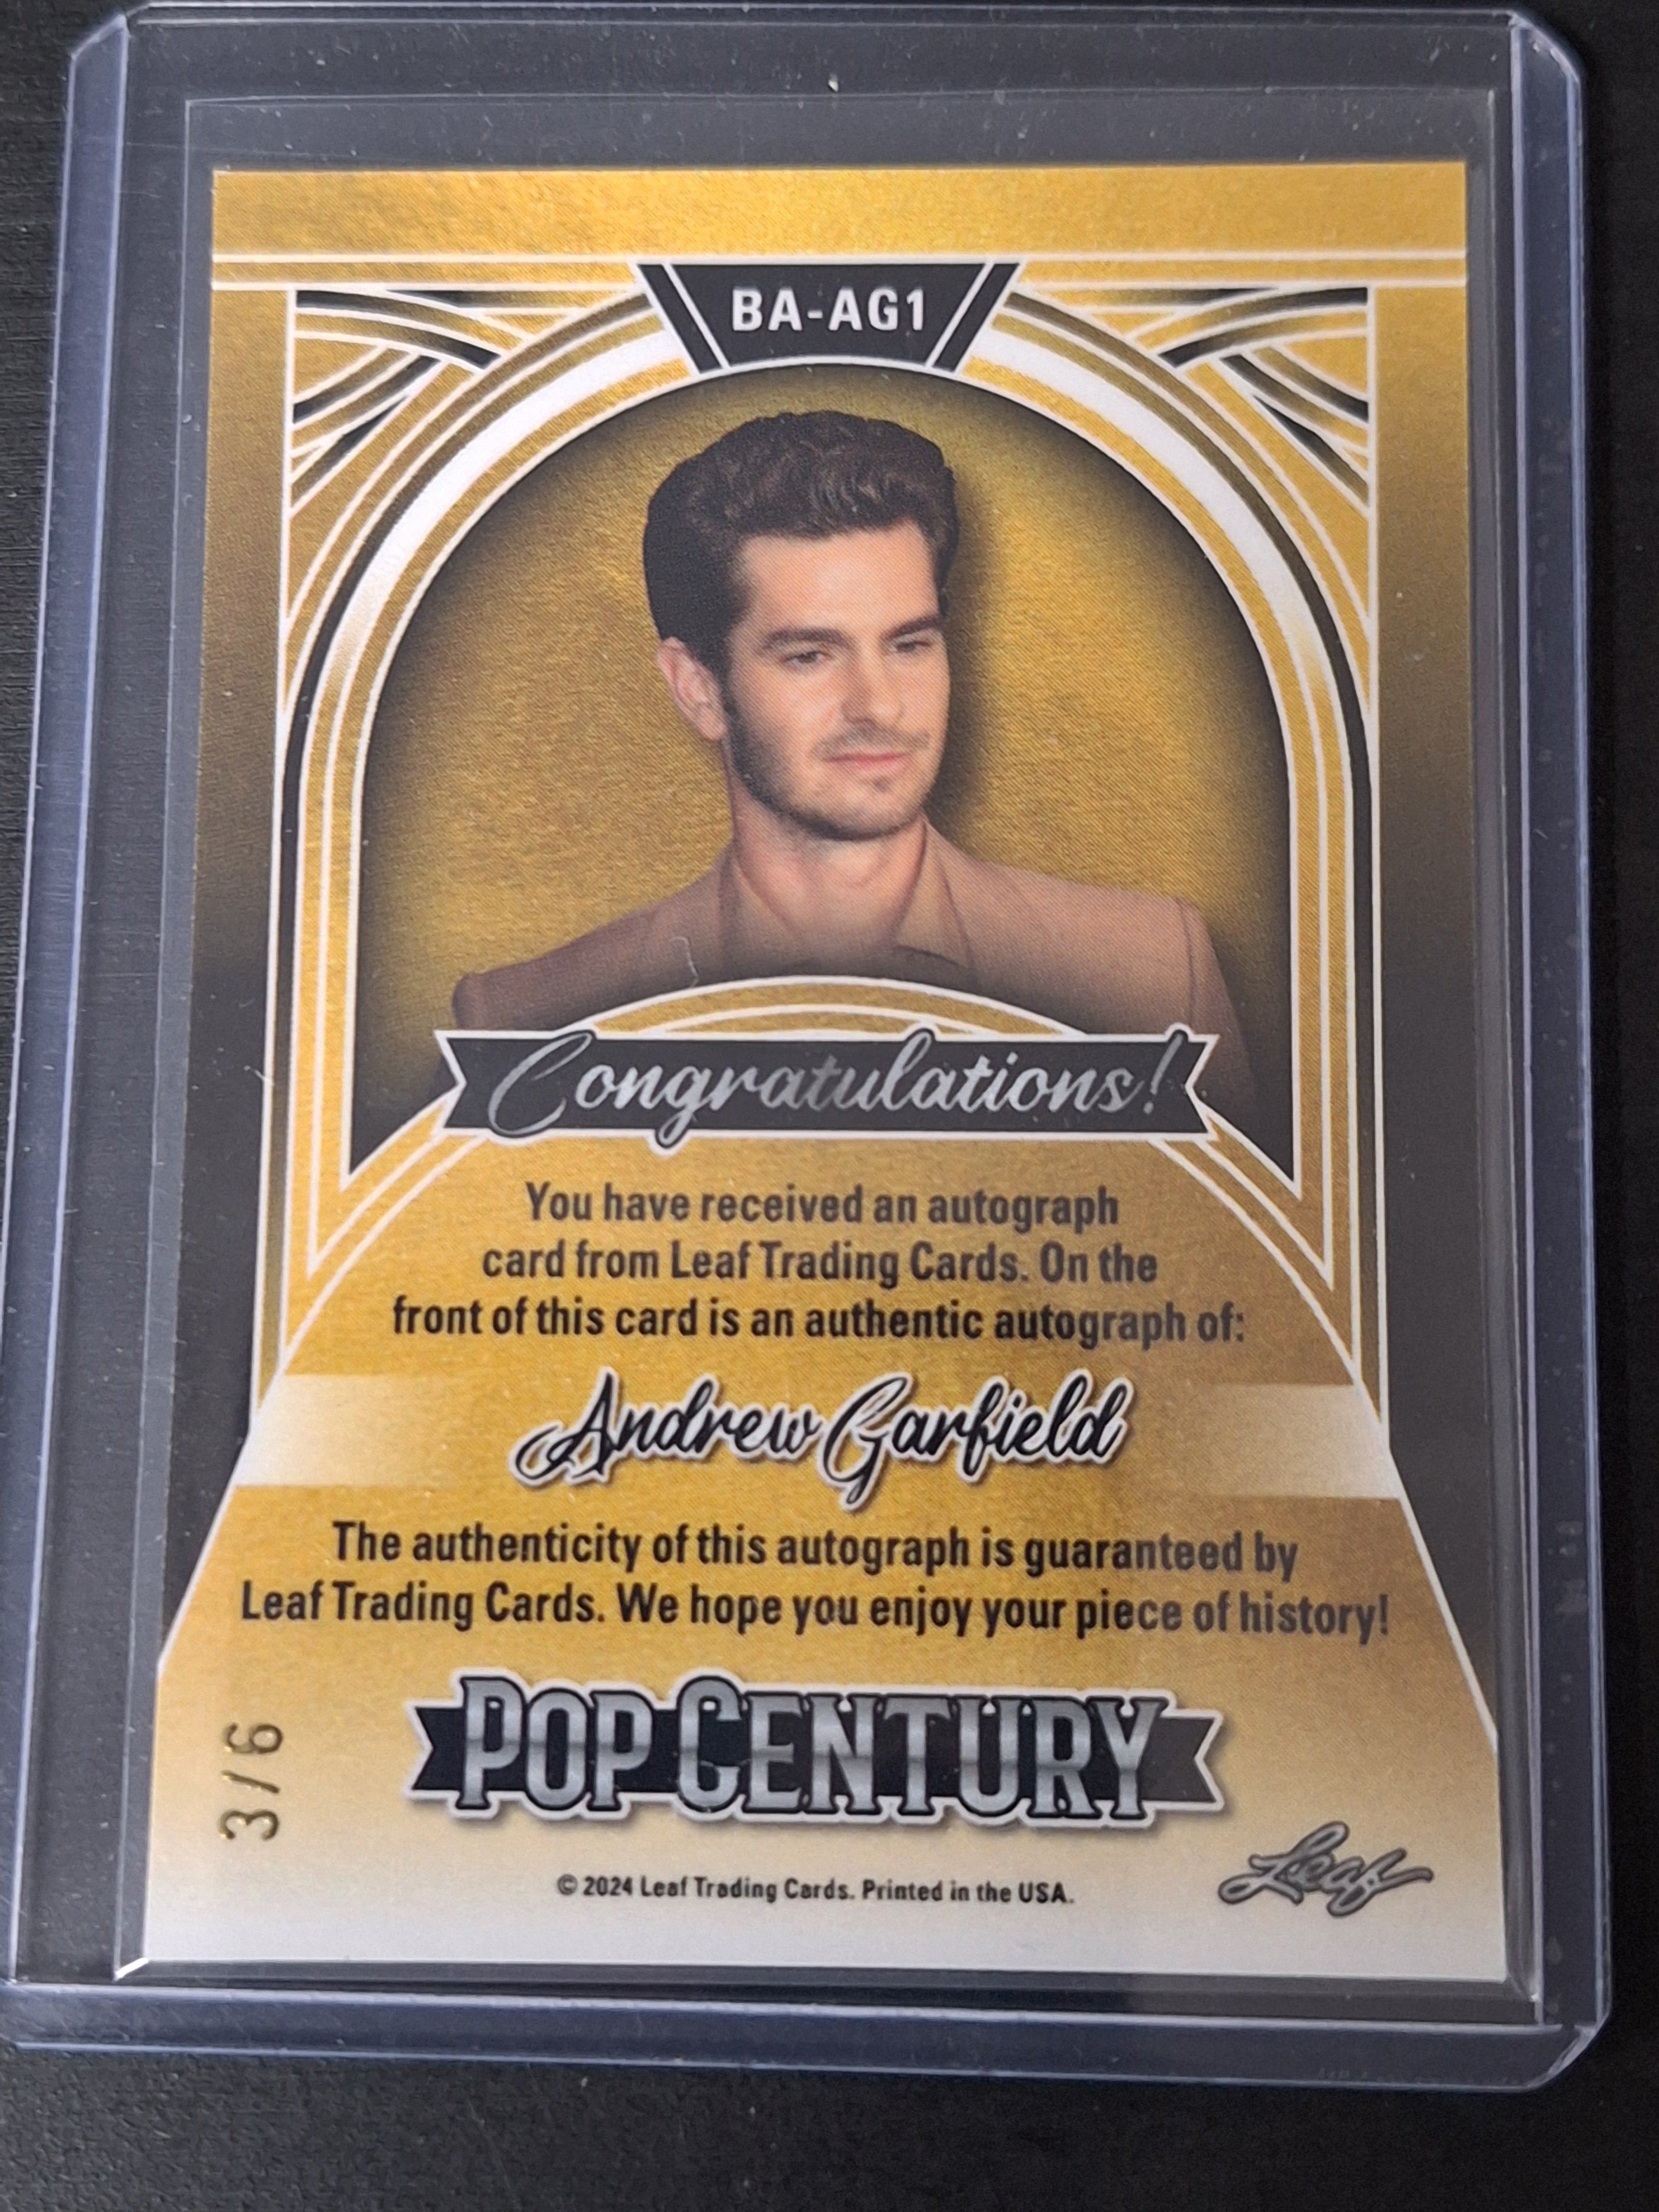 BA-AG1
Congratulations!
You have received an autograph
card from Leaf Trading Cards. On the
front of this card is an authentic autograph of:
Andrew Garfield
The authenticity of this autograph is guaranteed by
Leaf Trading Cards. We hope you enjoy your piece of history!
3/6
POP CENTURY
© 2024 Leaf Trading Cards. Printed in the USA.
Leaf